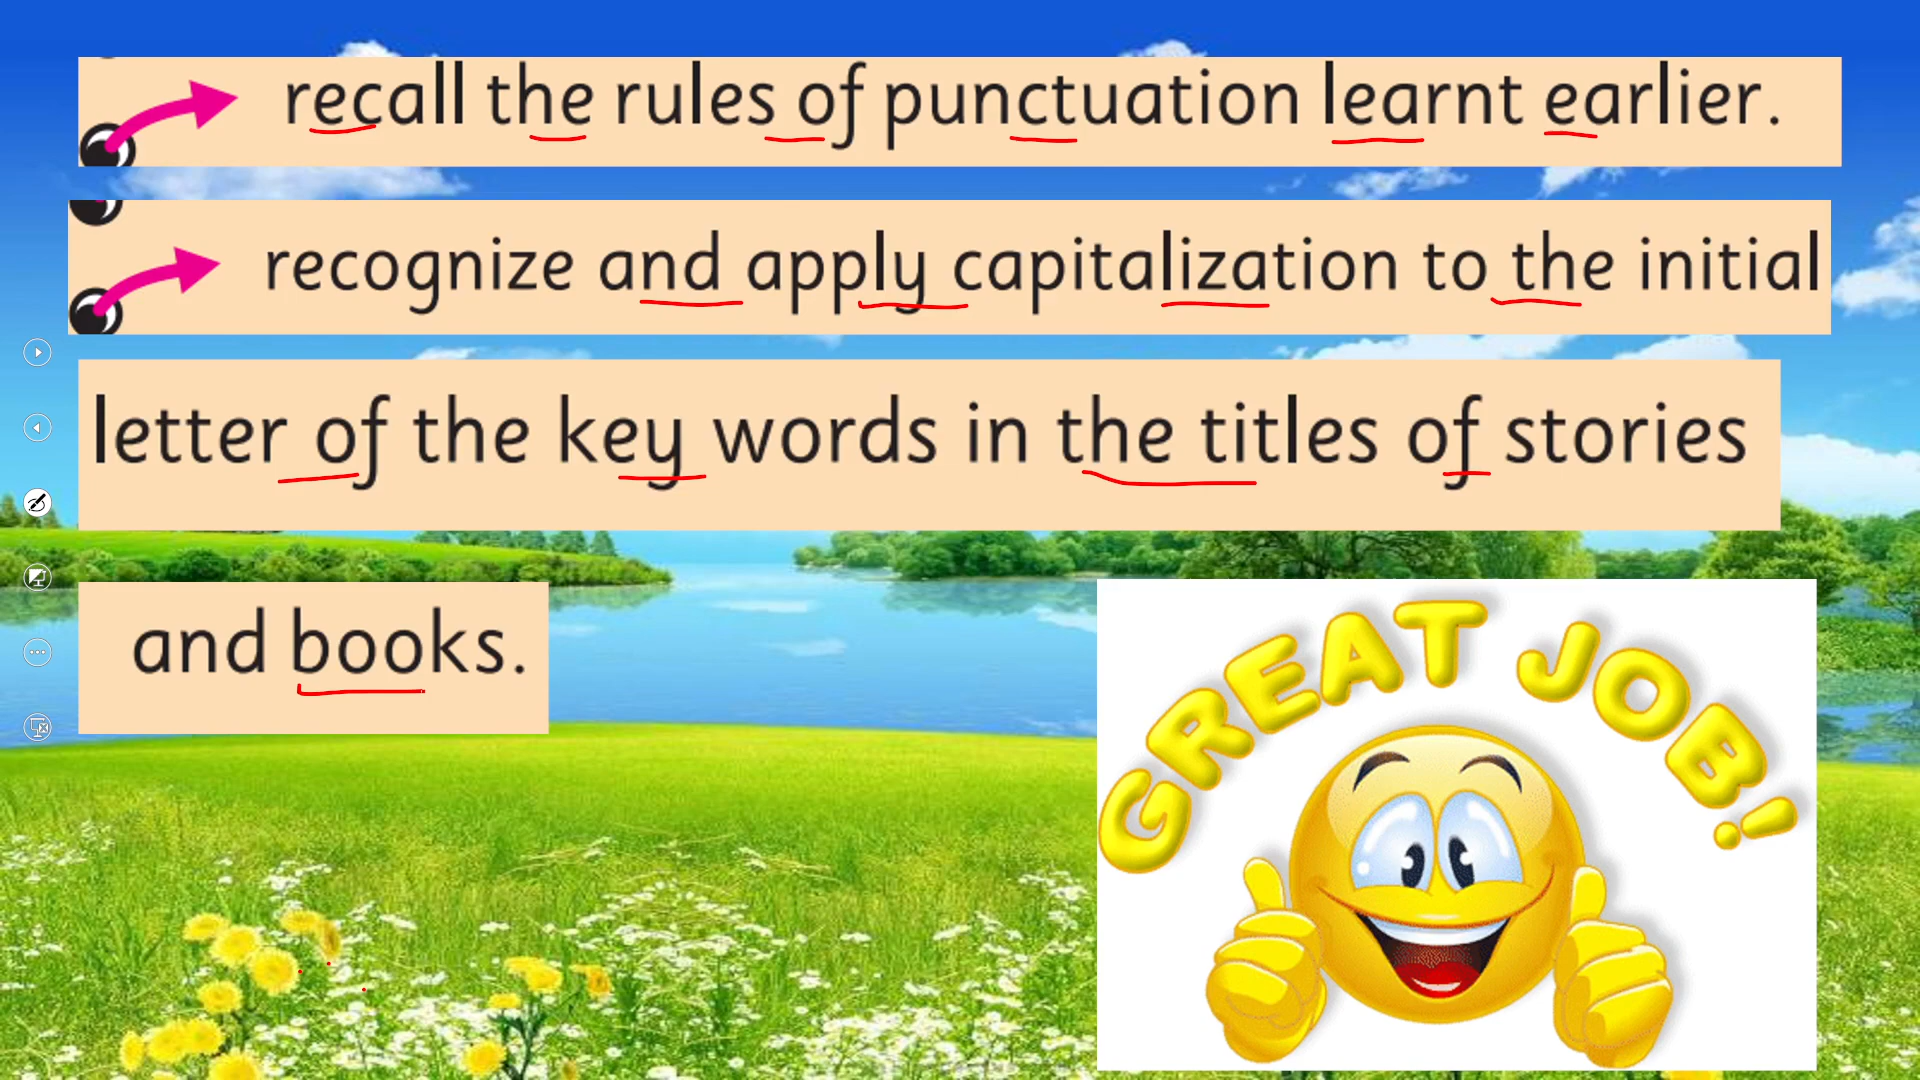 recall the rules of punctuation learnt earlier.
recognize and apply capitalization to the initial
letter of the key words in the titles of stories
and books.
GREAT JOB!